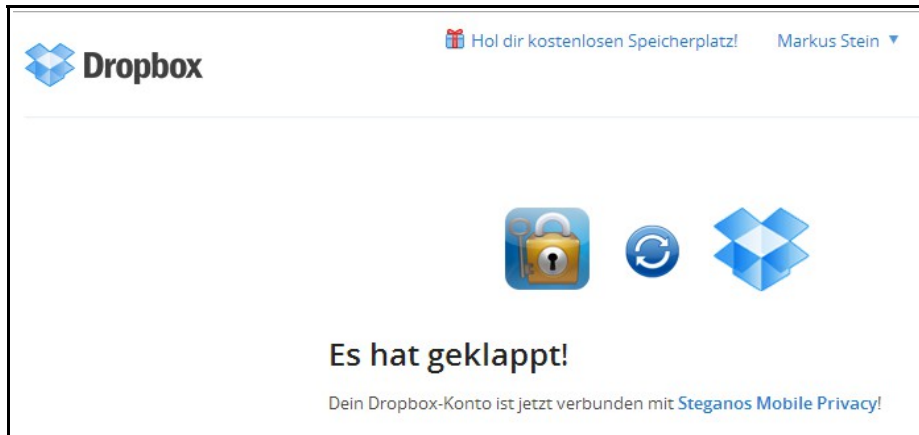 Hol dir kostenlosen Speicherplatz! Markus Stein
Dropbox
Es hat geklappt!
Dein Dropbox-Konto ist jetzt verbunden mit Steganos Mobile Privacy!